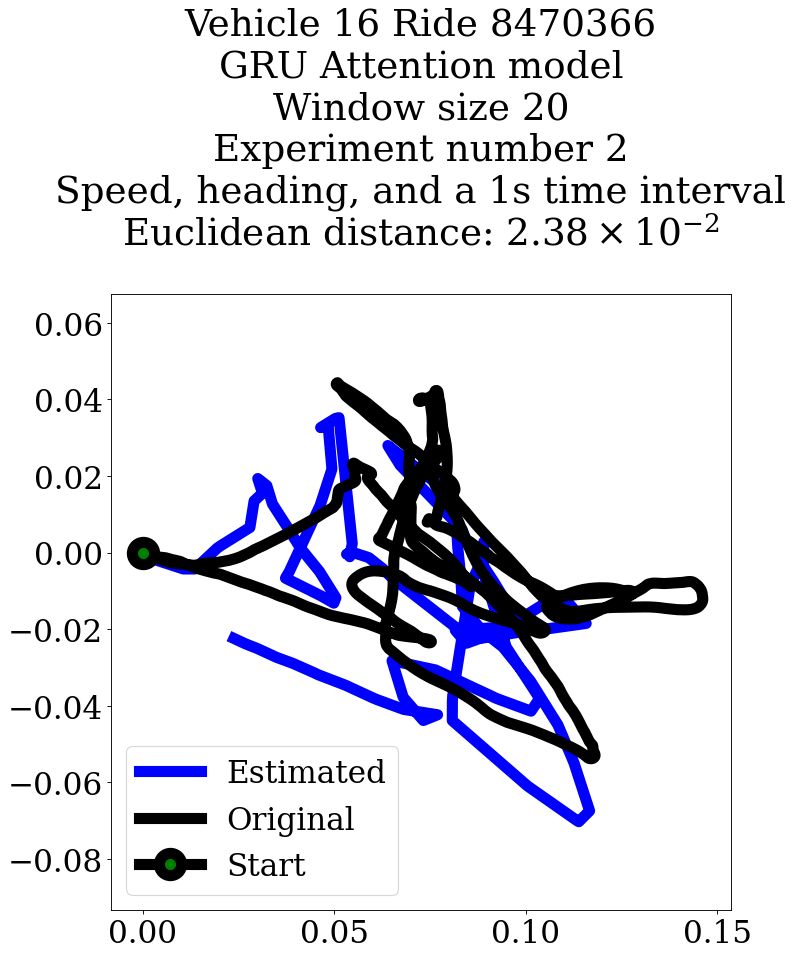 Vehicle 16 Ride 8470366
GRU Attention model
Window size 20
Experiment number 2
Speed, heading, and a 1s time interval
Euclidean distance: 2.38 × 10⁻²
0.06
0.04
0.02
0.00
−0.02
−0.04
−0.06
−0.08
Estimated
Original
Start
0.00 0.05 0.10 0.15